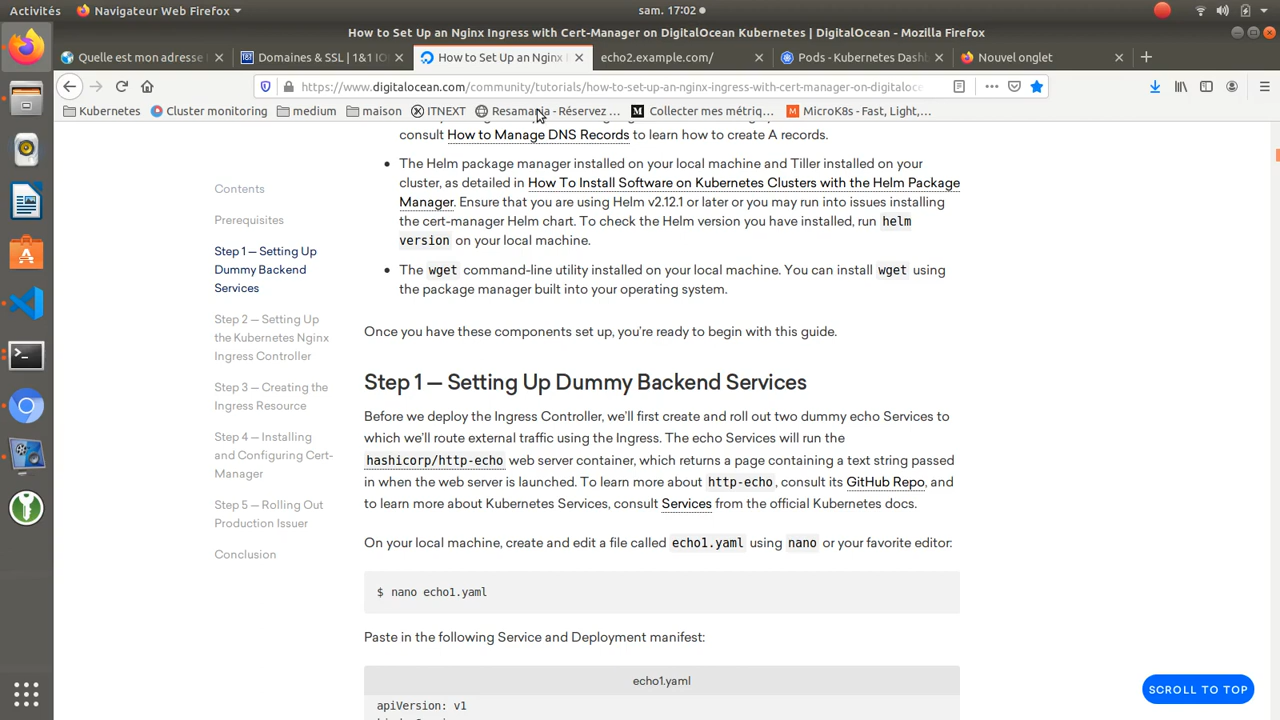 Activités
Navigateur Web Firefox
sam. 17:02
How to Set Up an Nginx Ingress with Cert-Manager on DigitalOcean Kubernetes | DigitalOcean - Mozilla Firefox
Quelle est mon adresse
Domaines & SSL | 1&1 IO
How to Set Up an Nginx I
echo2.example.com/
Pods - Kubernetes Dash
Nouvel onglet
https://www.digitalocean.com/community/tutorials/how-to-set-up-an-nginx-ingress-with-cert-manager-on-digitaloce
Kubernetes
Cluster monitoring
medium
maison
ITNEXT
Resamania - Réservez ...
Collecter mes métriq...
MicroK8s - Fast, Light,...
consult How to Manage DNS Records to learn how to create A records.
The Helm package manager installed on your local machine and Tiller installed on your
cluster, as detailed in How To Install Software on Kubernetes Clusters with the Helm Package
Manager. Ensure that you are using Helm v2.12.1 or later or you may run into issues installing
the cert-manager Helm chart. To check the Helm version you have installed, run helm
version on your local machine.
The wget command-line utility installed on your local machine. You can install wget using
the package manager built into your operating system.
Once you have these components set up, you're ready to begin with this guide.
Step 1 — Setting Up Dummy Backend Services
Before we deploy the Ingress Controller, we'll first create and roll out two dummy echo Services to
which we'll route external traffic using the Ingress. The echo Services will run the
hashicorp/http-echo web server container, which returns a page containing a text string passed
in when the web server is launched. To learn more about http-echo, consult its GitHub Repo, and
to learn more about Kubernetes Services, consult Services from the official Kubernetes docs.
On your local machine, create and edit a file called echo1.yaml using nano or your favorite editor:
$ nano echo1.yaml
Paste in the following Service and Deployment manifest:
echo1.yaml
apiVersion: v1
Contents
Prerequisites
Step 1 — Setting Up
Dummy Backend
Services
Step 2 — Setting Up
the Kubernetes Nginx
Ingress Controller
Step 3 — Creating the
Ingress Resource
Step 4 — Installing
and Configuring Cert-
Manager
Step 5 — Rolling Out
Production Issuer
Conclusion
SCROLL TO TOP